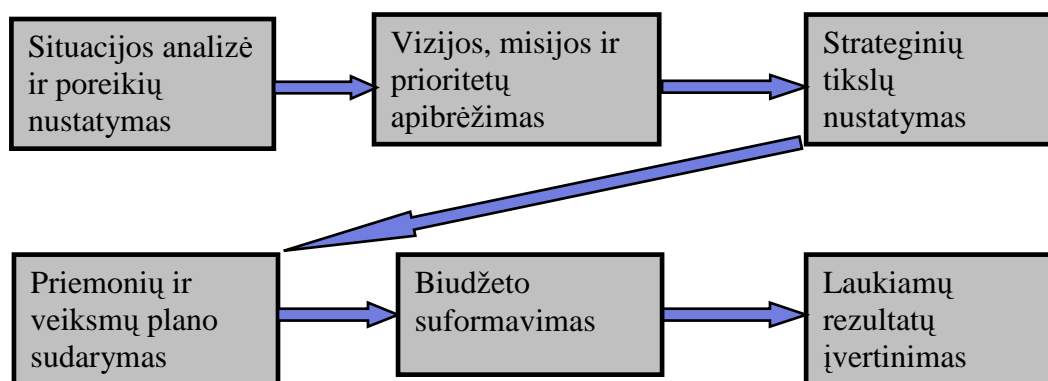 Situacijos analizė
ir poreikių
nustatymas
Vizijos, misijos ir
prioritetų
apibrėžimas
Strateginių
tikslų
nustatymas
Priemonių ir
veiksmų plano
sudarymas
Biudžeto
suformavimas
Laukiamų
rezultatų
įvertinimas